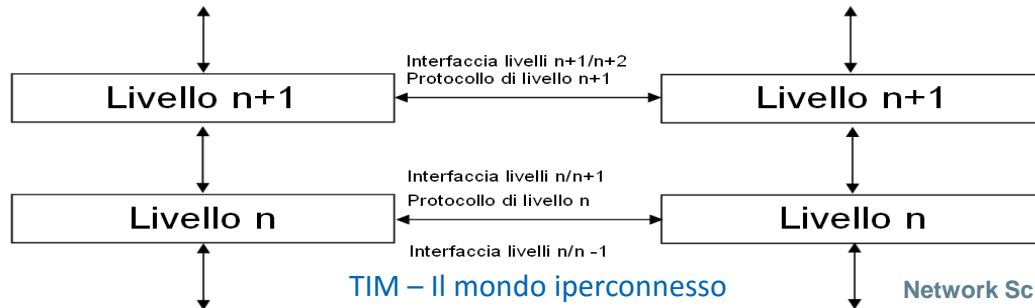 Interfaccia livelli n+1/n+2
Protocollo di livello n+1
Livello n+1
Livello n+1
Interfaccia livelli n/n+1
Protocollo di livello n
Livello n
Livello n
Interfaccia livelli n/n -1
TIM – Il mondo iperconnesso
Network